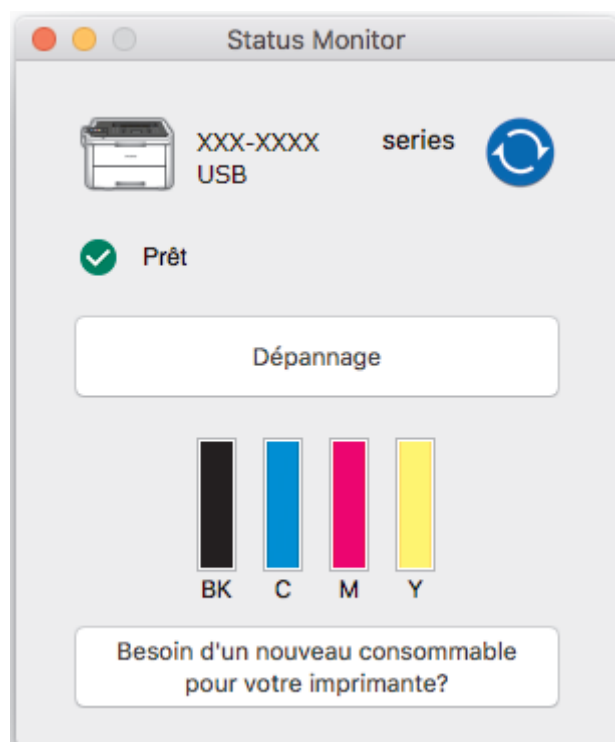 Status Monitor
XXX-XXXX series
USB
Prêt
Dépannage
BK C M Y
Besoin d'un nouveau consommable
pour votre imprimante?